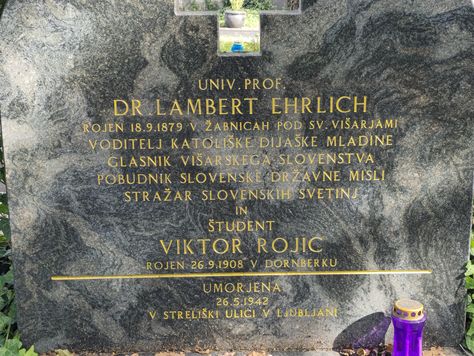 UNIV. PROF.
DR. LAMBERT EHRLICH
ROJEN 18.9.1879 V ŽABNICAH POD SV. VIŠARJAMI
VODITELJ KATOLIŠKE DIJAŠKE MLADINE
GLASNIK VIŠARSKEGA SLOVENSTVA
POBUDNIK SLOVENSKE DRŽAVNE MISLI
STRAŽAR SLOVENSKIH SVETINJ
IN
ŠTUDENT
VIKTOR ROJIC
ROJEN 26.9.1908 V DORNBERKU
UMORJENA
26.5.1942
V STRELIŠKI ULICI V LJUBLJANI